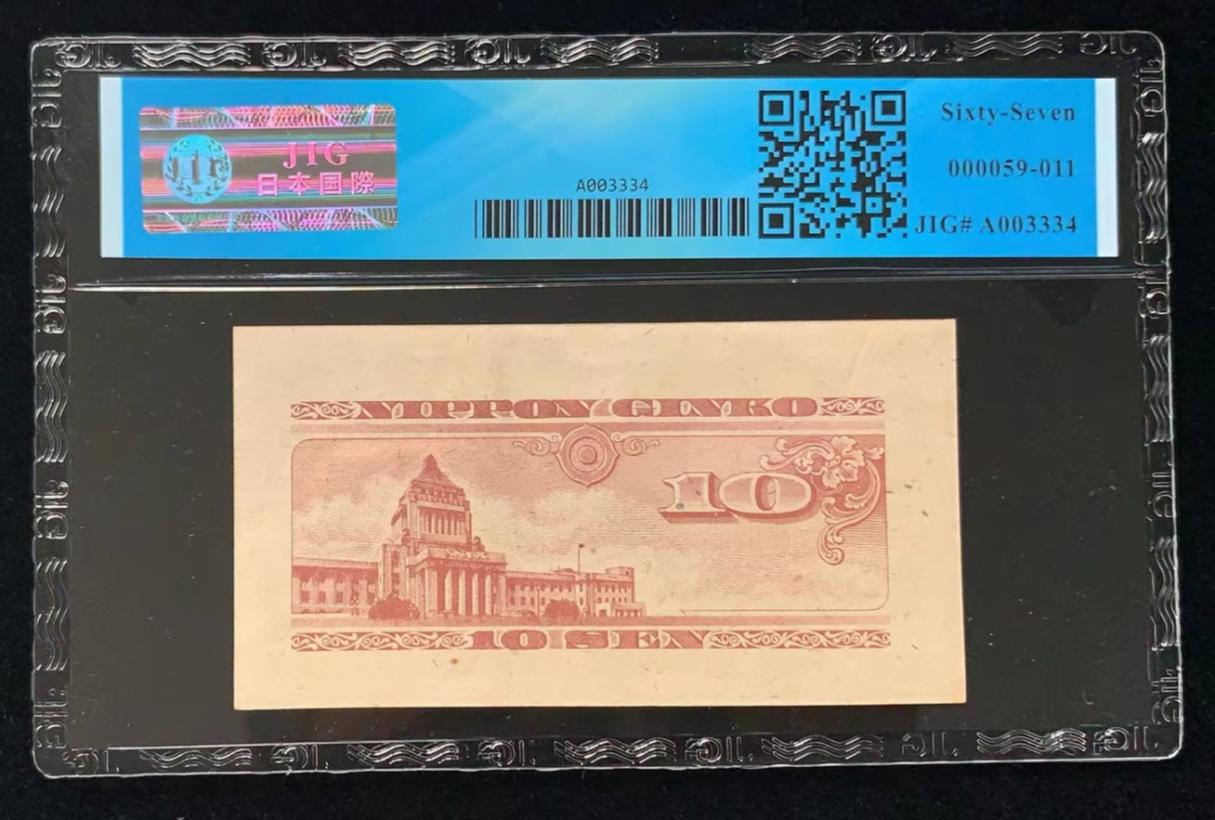 JIG
日本国際
A003334
Sixty-Seven
000059-011
JIG# A003334
NIPPON GINKO
10
10 SEN